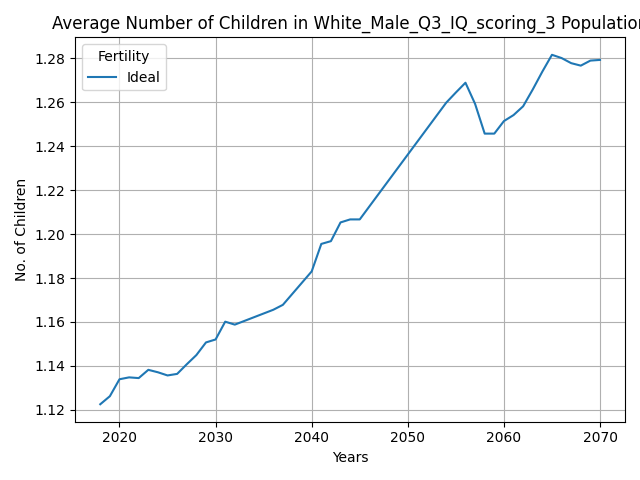 Average Number of Children in White_Male_Q3_IQ_scoring_3 Population
Fertility
Ideal
No. of Children
1.28
1.26
1.24
1.22
1.20
1.18
1.16
1.14
1.12
2020 2030 2040 2050 2060 2070
Years